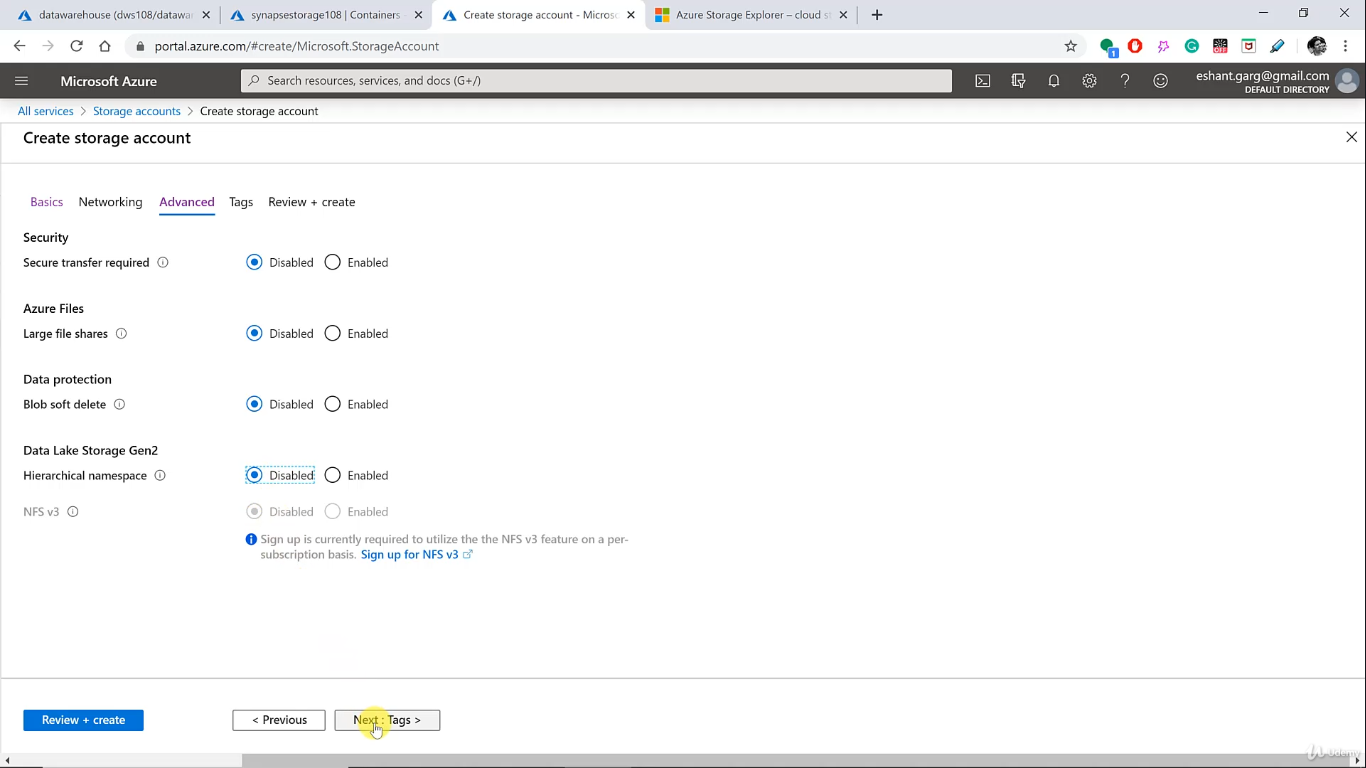 datawarehouse (dws108/datawa
synapsestorage108 | Containers
Create storage account - Micros
Azure Storage Explorer – cloud st
portal.azure.com/#create/Microsoft.StorageAccount
1
OFF
Microsoft Azure
Search resources, services, and docs (G+/)
eshant.garg@gmail.com
DEFAULT DIRECTORY
All services > Storage accounts > Create storage account
Create storage account
Basics Networking Advanced Tags Review + create
Security
Secure transfer required Disabled Enabled
Azure Files
Large file shares Disabled Enabled
Data protection
Blob soft delete Disabled Enabled
Data Lake Storage Gen2
Hierarchical namespace Disabled Enabled
NFS v3 Disabled Enabled
Sign up is currently required to utilize the the NFS v3 feature on a per-
subscription basis. Sign up for NFS v3
Review + create < Previous Next : Tags >
Udemy